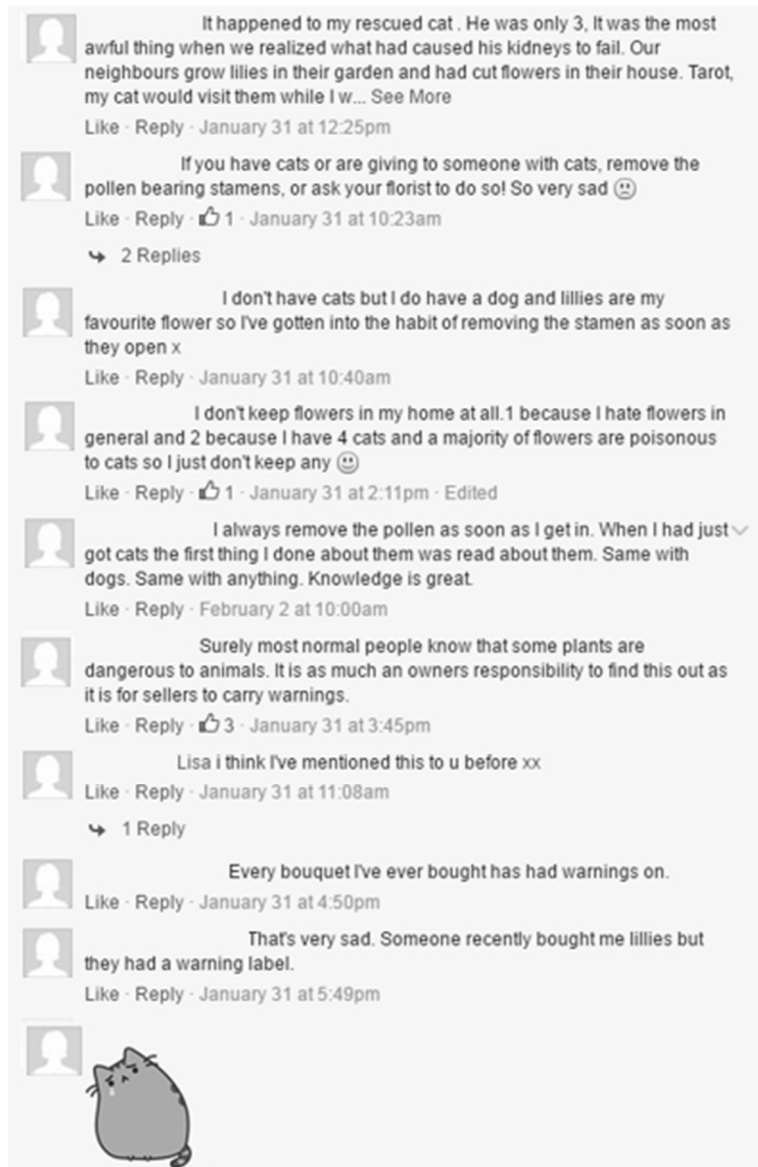 It happened to my rescued cat . He was only 3, It was the most
awful thing when we realized what had caused his kidneys to fail. Our
neighbours grow lilies in their garden and had cut flowers in their house. Tarot,
my cat would visit them while I w... See More
Like · Reply · January 31 at 12:25pm
If you have cats or are giving to someone with cats, remove the
pollen bearing stamens, or ask your florist to do so! So very sad
Like · Reply · 1 · January 31 at 10:23am
2 Replies
I don't have cats but I do have a dog and lillies are my
favourite flower so I've gotten into the habit of removing the stamen as soon as
they open x
Like · Reply · January 31 at 10:40am
I don't keep flowers in my home at all.1 because I hate flowers in
general and 2 because I have 4 cats and a majority of flowers are poisonous
to cats so I just don't keep any
Like · Reply · 1 · January 31 at 2:11pm · Edited
I always remove the pollen as soon as I get in. When I had just
got cats the first thing I done about them was read about them. Same with
dogs. Same with anything. Knowledge is great.
Like · Reply · February 2 at 10:00am
Surely most normal people know that some plants are
dangerous to animals. It is as much an owners responsibility to find this out as
it is for sellers to carry warnings.
Like · Reply · 3 · January 31 at 3:45pm
Lisa i think I've mentioned this to u before xx
Like · Reply · January 31 at 11:08am
1 Reply
Every bouquet I've ever bought has had warnings on.
Like · Reply · January 31 at 4:50pm
That's very sad. Someone recently bought me lillies but
they had a warning label.
Like · Reply · January 31 at 5:49pm